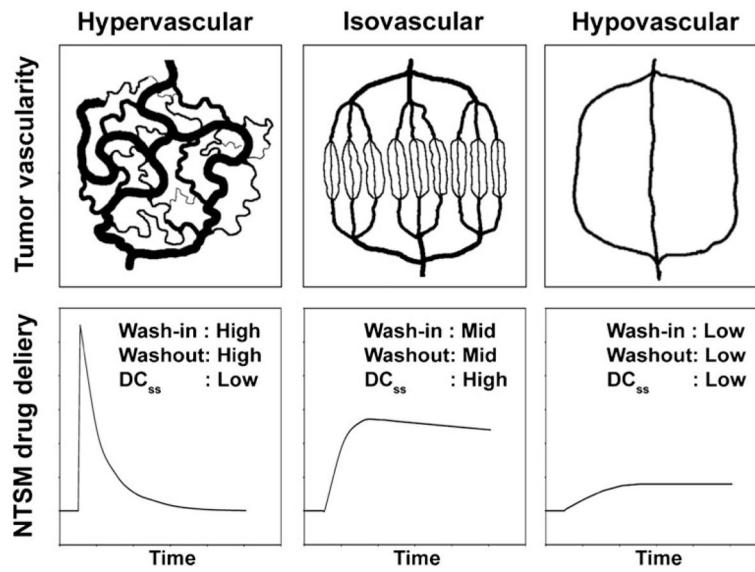 Hypervascular
Isovascular
Hypovascular
Tumor vascularity
NTSM drug deliery
Wash-in : High
Washout: High
DCss : Low
Wash-in : Mid
Washout: Mid
DCss : High
Wash-in : Low
Washout: Low
DCss : Low
Time
Time
Time